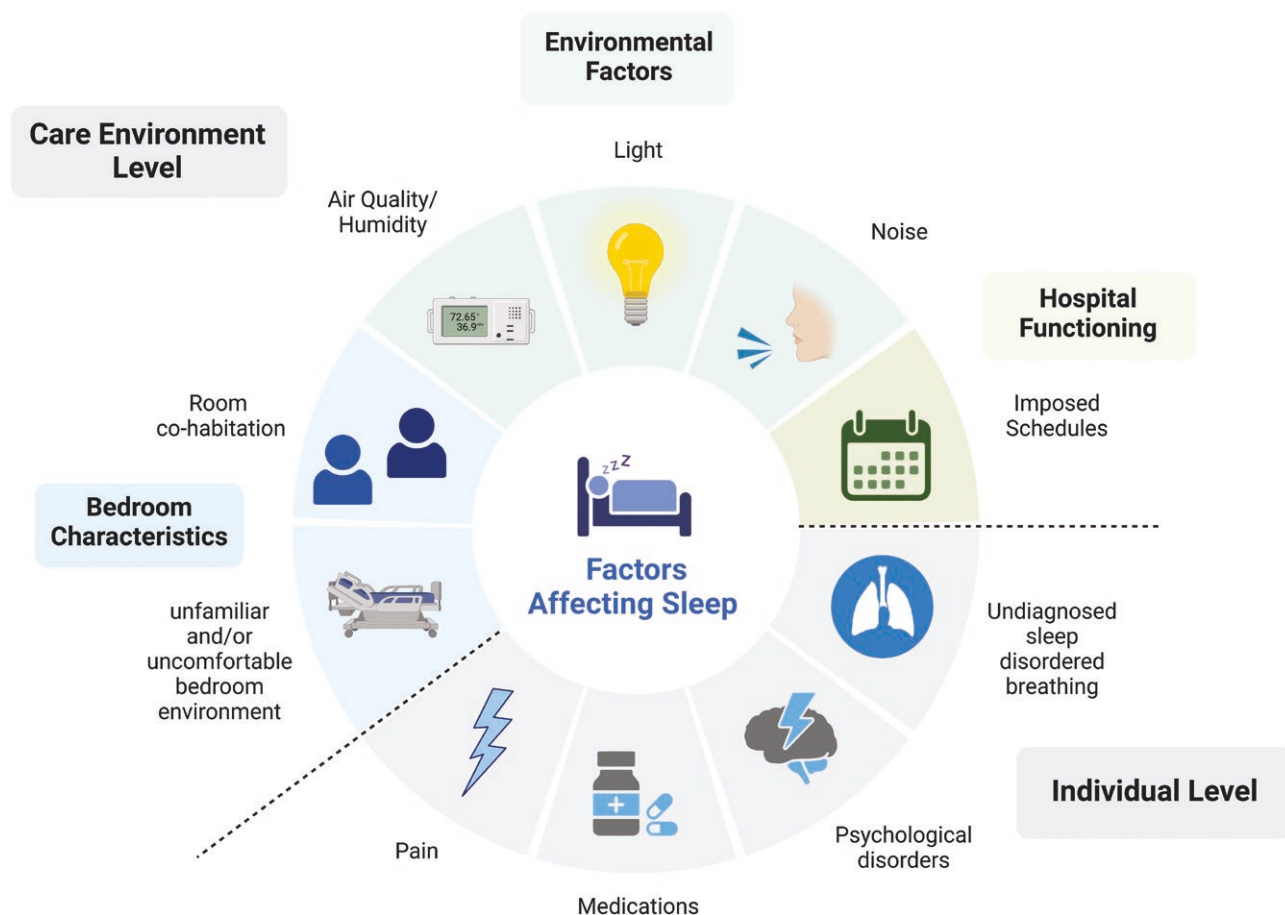 Environmental
Factors
Care Environment
Level
Light
Air Quality/
Humidity
Noise
72.65°
36.9%
Hospital
Functioning
Room
co-habitation
Imposed
Schedules
Bedroom
Characteristics
zzZ
Factors
Affecting Sleep
unfamiliar
and/or
uncomfortable
bedroom
environment
Undiagnosed
sleep
disordered
breathing
Individual Level
Pain
Psychological
disorders
Medications